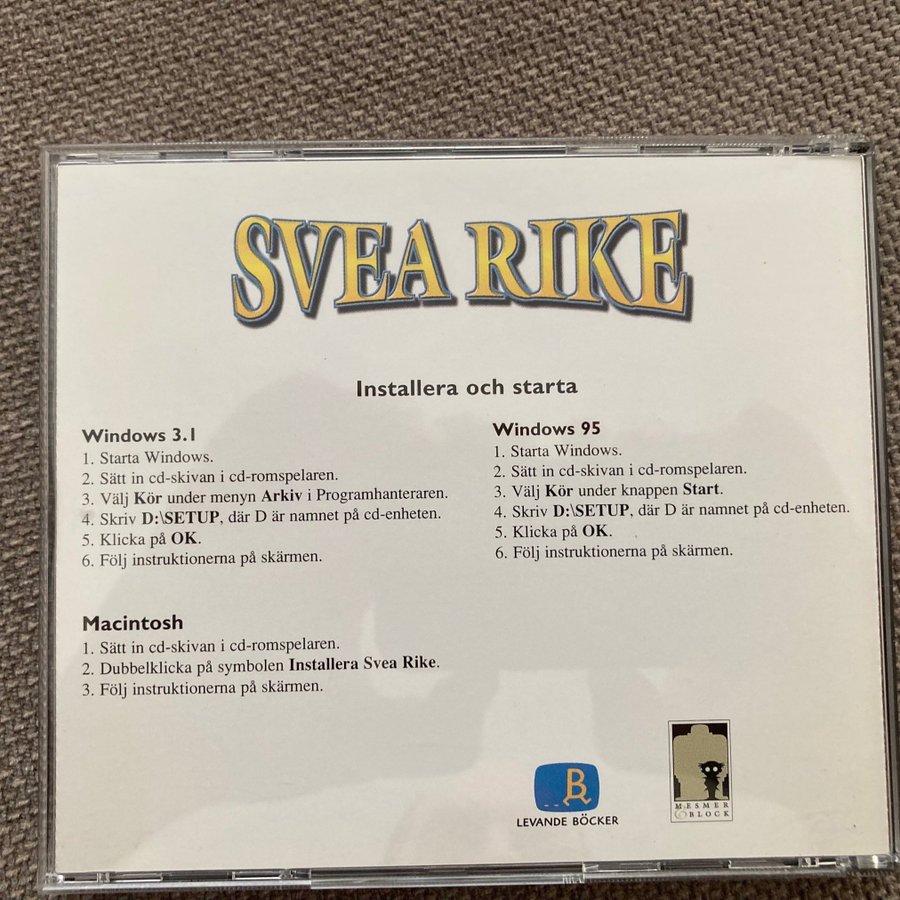 SVEA RIKE
Installera och starta
Windows 3.1
1. Starta Windows.
2. Sätt in cd-skivan i cd-romspelaren.
3. Välj Kör under menyn Arkiv i Programhanteraren.
4. Skriv D:\SETUP, där D är namnet på cd-enheten.
5. Klicka på OK.
6. Följ instruktionerna på skärmen.
Windows 95
1. Starta Windows.
2. Sätt in cd-skivan i cd-romspelaren.
3. Välj Kör under knappen Start.
4. Skriv D:\SETUP, där D är namnet på cd-enheten.
5. Klicka på OK.
6. Följ instruktionerna på skärmen.
Macintosh
1. Sätt in cd-skivan i cd-romspelaren.
2. Dubbelklicka på symbolen Installera Svea Rike.
3. Följ instruktionerna på skärmen.
B
LEVANDE BÖCKER
MESMER
& BLOCK